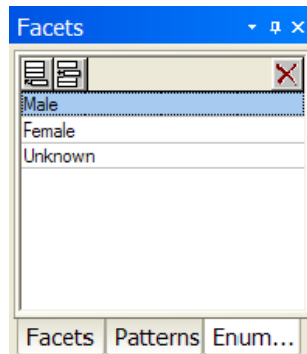 Facets
Male
Female
Unknown
Facets Patterns Enum...